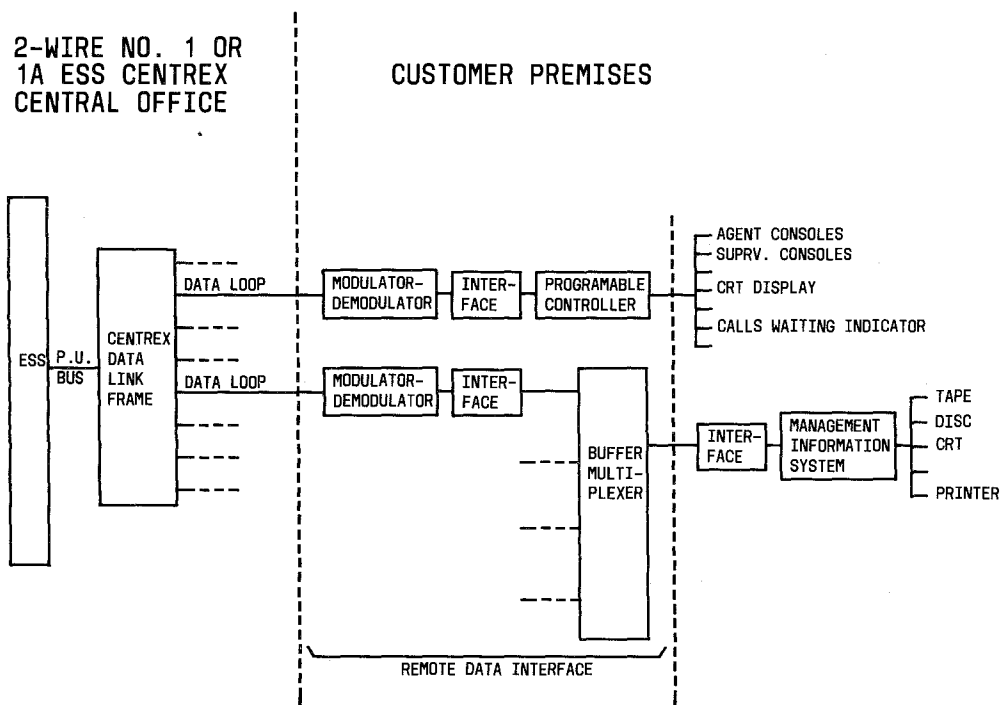 2-WIRE NO. 1 OR
1A ESS CENTREX
CENTRAL OFFICE
CUSTOMER PREMISES
ESS
P.U.
BUS
CENTREX
DATA
LINK
FRAME
DATA LOOP
MODULATOR-
DEMODULATOR
INTER-
FACE
PROGRAMABLE
CONTROLLER
AGENT CONSOLES
SUPRV. CONSOLES
CRT DISPLAY
CALLS WAITING INDICATOR
DATA LOOP
MODULATOR-
DEMODULATOR
INTER-
FACE
BUFFER
MULTI-
PLEXER
INTER-
FACE
MANAGEMENT
INFORMATION
SYSTEM
TAPE
DISC
CRT
PRINTER
REMOTE DATA INTERFACE